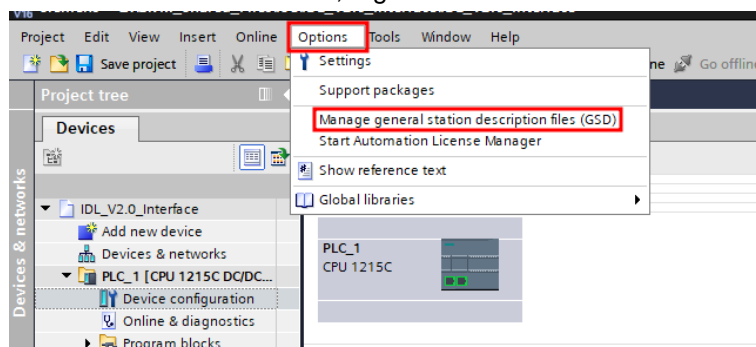 V16
Project Edit View Insert Online Options Tools Window Help
Save project
Settings
ne Go offline
Support packages
Project tree
Manage general station description files (GSD)
Devices
Start Automation License Manager
Show reference text
Global libraries
IDL_V2.0_Interface
Add new device
Devices & networks
PLC_1
CPU 1215C
PLC_1 [CPU 1215C DC/DC...
Device configuration
Online & diagnostics
Program blocks
Devices & networks